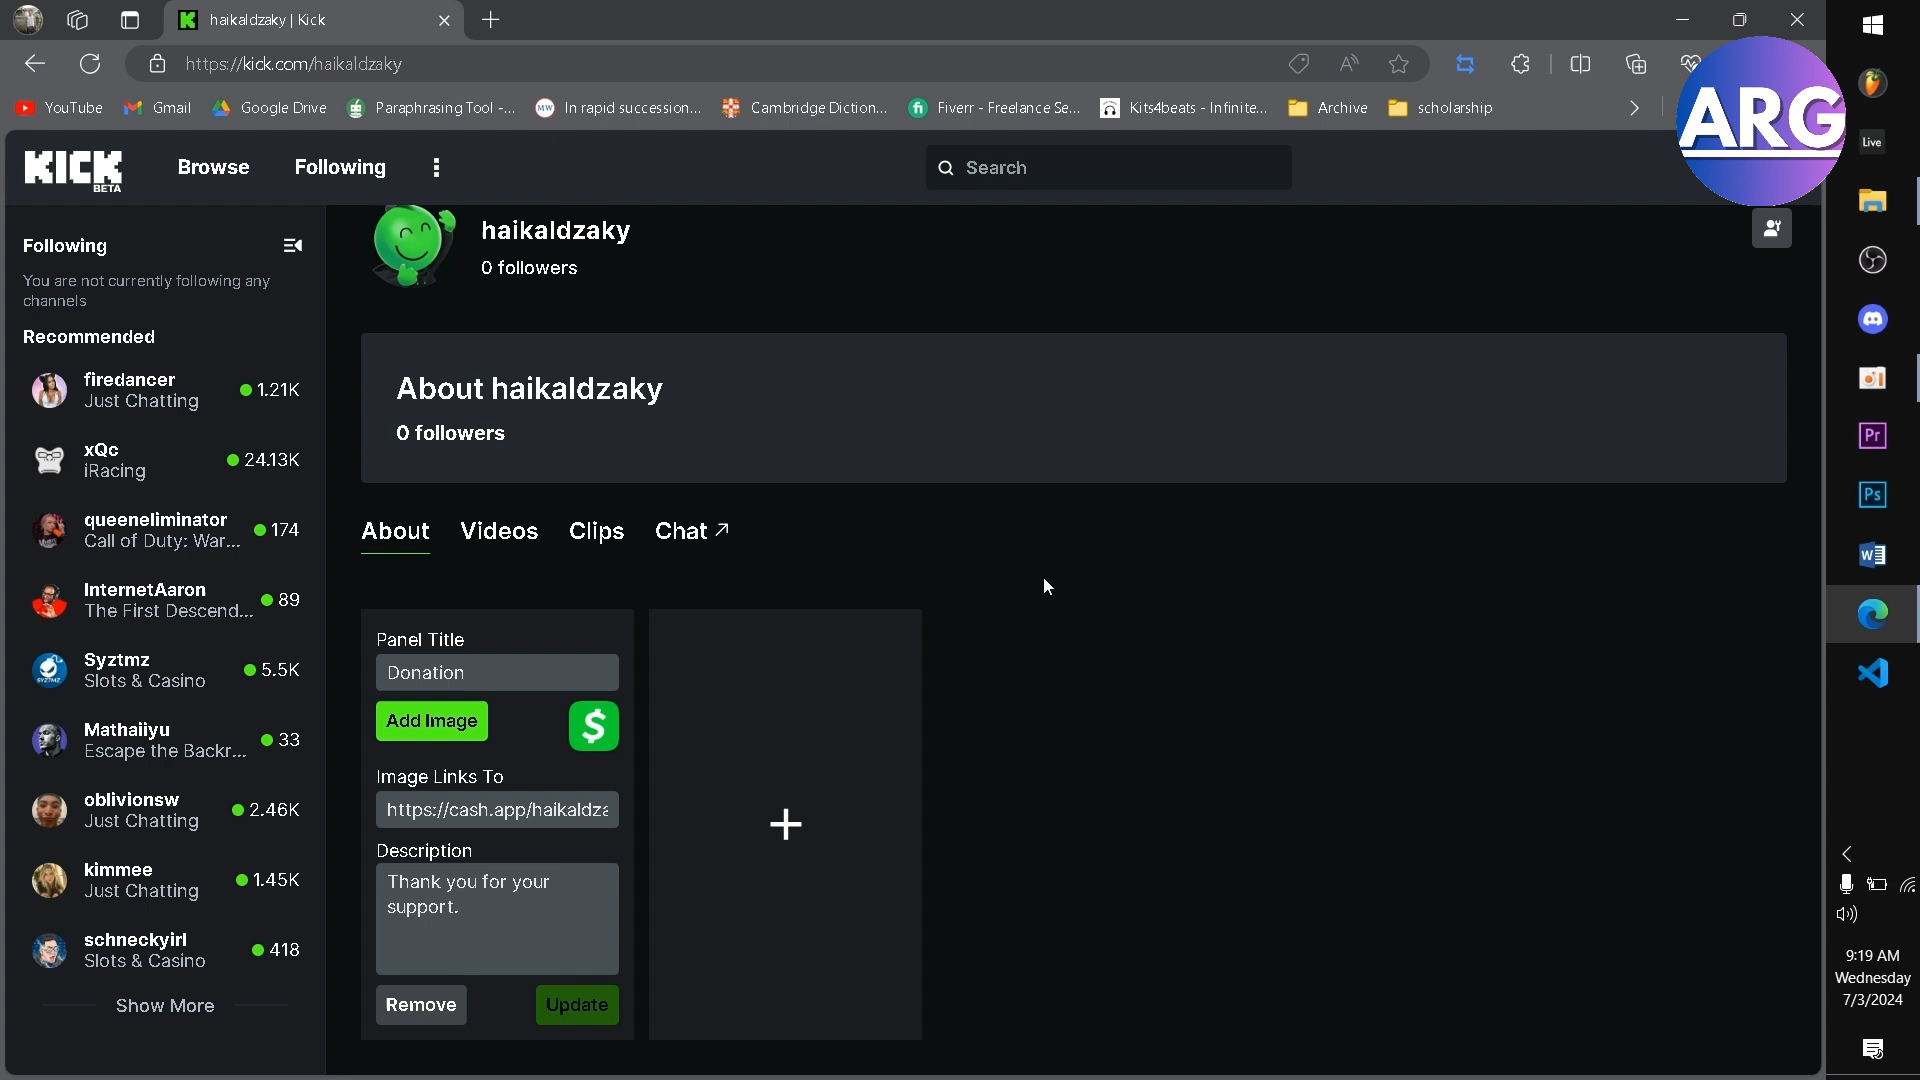 haikaldzaky | Kick
https://kick.com/haikaldzaky
YouTube
Gmail
Google Drive
Paraphrasing Tool -...
MW
In rapid succession...
Cambridge Diction...
fi
Fiverr - Freelance Se...
Kits4beats - Infinite...
Archive
scholarship
ARG
KICK
BETA
Browse
Following
Search
Live
Following
You are not currently following any
channels
Recommended
firedancer
Just Chatting
1.21K
xQc
iRacing
24.13K
queeneliminator
Call of Duty: War...
174
InternetAaron
The First Descend...
89
Syztmz
Slots & Casino
5.5K
Mathaiiyu
Escape the Backr...
33
oblivionsw
Just Chatting
2.46K
kimmee
Just Chatting
1.45K
schneckyirl
Slots & Casino
418
Show More
haikaldzaky
0 followers
About haikaldzaky
0 followers
About
Videos
Clips
Chat
Panel Title
Donation
Add Image
$
Image Links To
https://cash.app/haikaldza
Description
Thank you for your
support.
Remove
Update
+
Pr
Ps
W
9:19 AM
Wednesday
7/3/2024